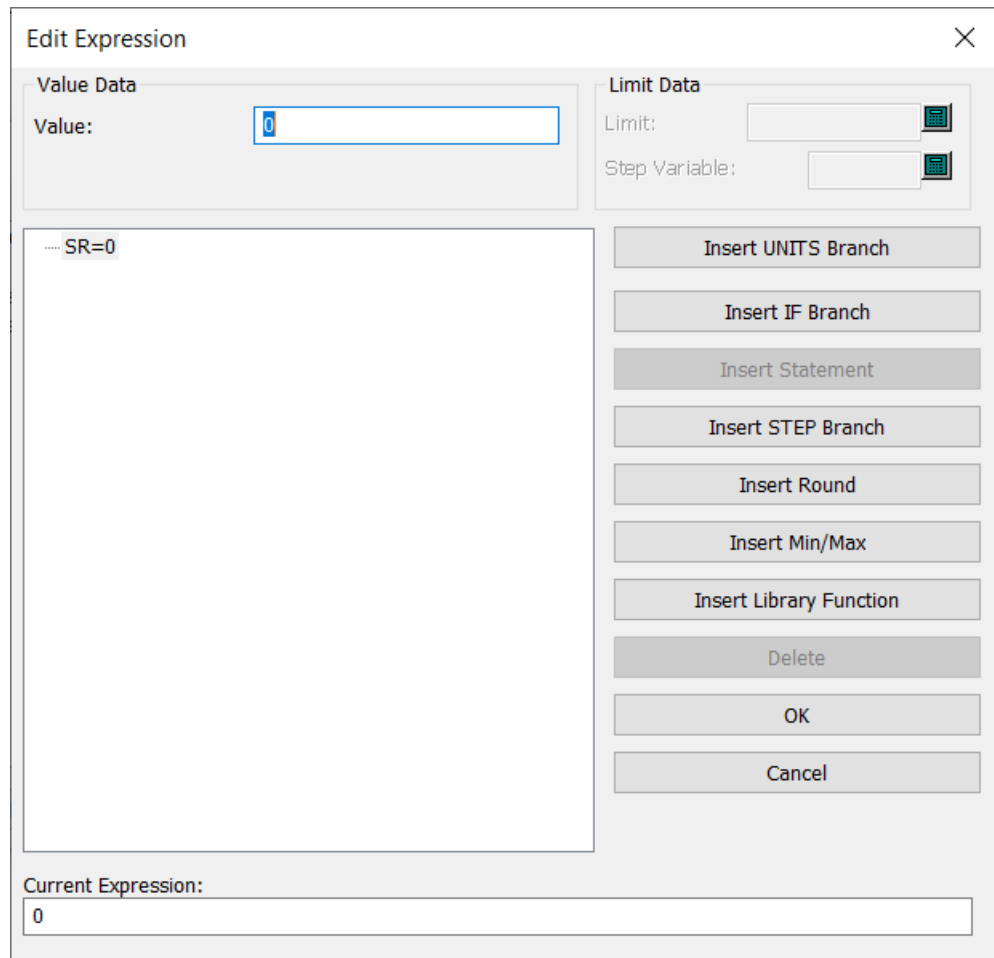 Edit Expression
Value Data
Value:
0
Limit Data
Limit:
Step Variable:
SR=0
Insert UNITS Branch
Insert IF Branch
Insert Statement
Insert STEP Branch
Insert Round
Insert Min/Max
Insert Library Function
Delete
OK
Cancel
Current Expression:
0